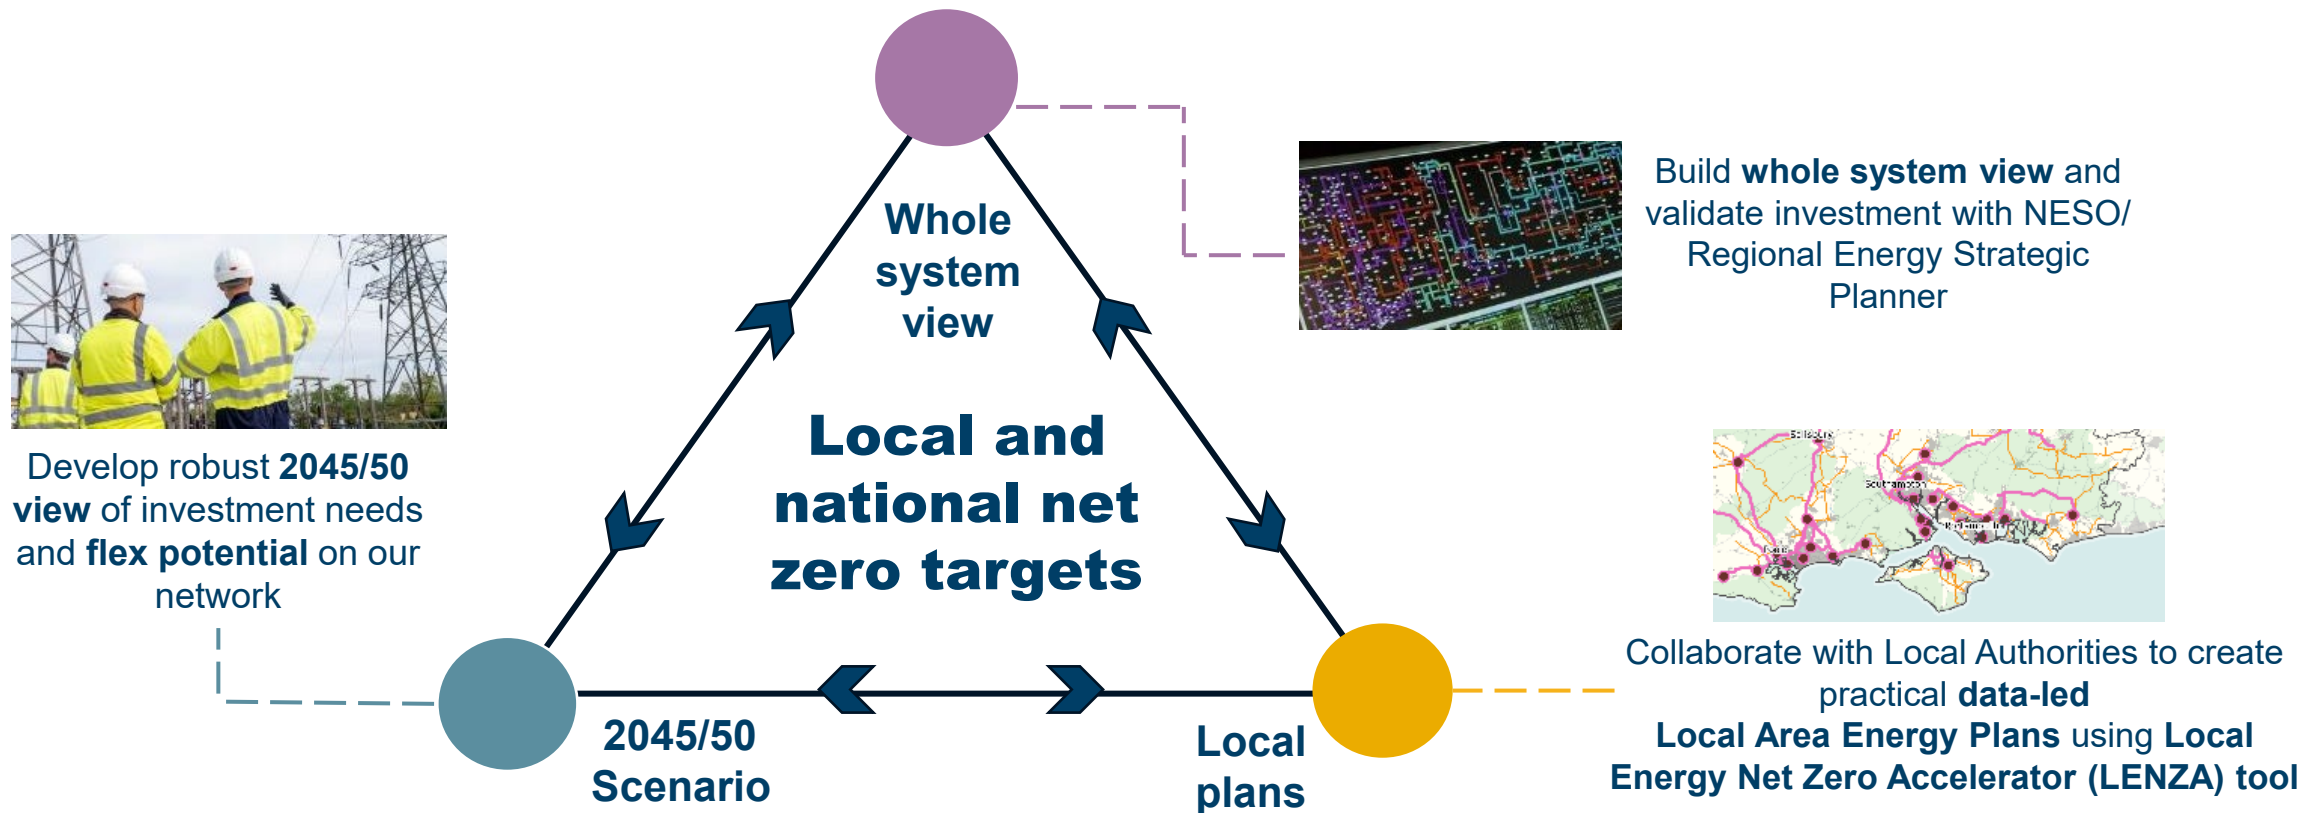 Whole
system
view
Build whole system view and
validate investment with NESO/
Regional Energy Strategic
Planner
Local and
national net
zero targets
Develop robust 2045/50
view of investment needs
and flex potential on our
network
Southampton
2045/50
Scenario
Local
plans
Collaborate with Local Authorities to create
practical data-led
Local Area Energy Plans using Local
Energy Net Zero Accelerator (LENZA) tool